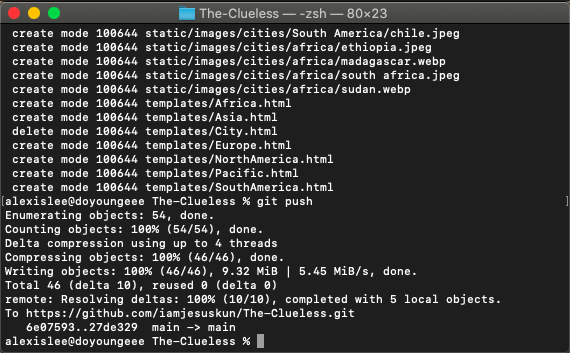 The-Clueless — -zsh — 80×23
create mode 100644 static/images/cities/South America/chile.jpeg
create mode 100644 static/images/cities/africa/ethiopia.jpeg
create mode 100644 static/images/cities/africa/madagascar.webp
create mode 100644 static/images/cities/africa/south africa.jpeg
create mode 100644 static/images/cities/africa/sudan.webp
create mode 100644 templates/Africa.html
create mode 100644 templates/Asia.html
delete mode 100644 templates/City.html
create mode 100644 templates/Europe.html
create mode 100644 templates/NorthAmerica.html
create mode 100644 templates/Pacific.html
create mode 100644 templates/SouthAmerica.html
[alexislee@doyoungeee The-Clueless % git push ]
Enumerating objects: 54, done.
Counting objects: 100% (54/54), done.
Delta compression using up to 4 threads
Compressing objects: 100% (46/46), done.
Writing objects: 100% (46/46), 9.32 MiB | 5.45 MiB/s, done.
Total 46 (delta 10), reused 0 (delta 0)
remote: Resolving deltas: 100% (10/10), completed with 5 local objects.
To https://github.com/iamjesuskun/The-Clueless.git
6e07593..27de329 main -> main
alexislee@doyoungeee The-Clueless %